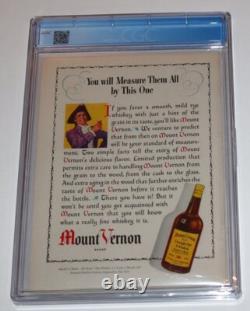 You will Measure Them All
by This One
If you favor a smooth, mild rye
whiskey, with just a hint of the
grain in its taste, you'll like Mount
Vernon. We venture to predict
that from then on Mount Vernon
will be your standard of measure-
ment. Two simple facts tell the story of Mount
Vernon's delicious flavor. Limited production that
permits extra care to handling Mount Vernon from the
grain to the wood, from the cask to the glass.
And extra aging in the wood that further enriches the
taste of Mount Vernon before it reaches
the bottle. There you have it! But it
won't be until you get acquainted with
Mount Vernon that you will know
what a really fine whiskey it is.
Mount Vernon
BRAND